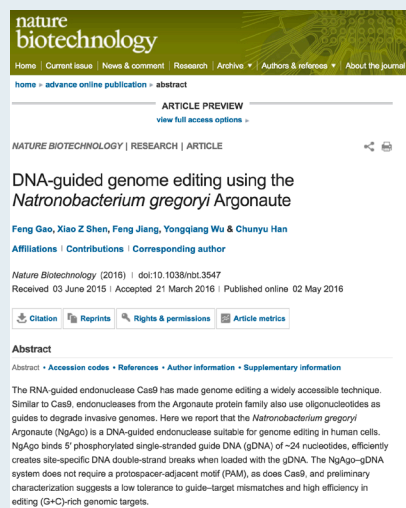 nature
biotechnology
Home | Current issue | News & comment | Research | Archive ▼ | Authors & referees ▼ | About the journal
home ▸ advance online publication ▸ abstract
ARTICLE PREVIEW
view full access options ▸
NATURE BIOTECHNOLOGY | RESEARCH | ARTICLE
DNA-guided genome editing using the
Natronobacterium gregoryi Argonaute
Feng Gao, Xiao Z Shen, Feng Jiang, Yongqiang Wu & Chunyu Han
Affiliations | Contributions | Corresponding author
Nature Biotechnology (2016) | doi:10.1038/nbt.3547
Received 03 June 2015 | Accepted 21 March 2016 | Published online 02 May 2016
Citation Reprints Rights & permissions Article metrics
Abstract
Abstract • Accession codes • References • Author information • Supplementary information
The RNA-guided endonuclease Cas9 has made genome editing a widely accessible technique.
Similar to Cas9, endonucleases from the Argonaute protein family also use oligonucleotides as
guides to degrade invasive genomes. Here we report that the Natronobacterium gregoryi
Argonaute (NgAgo) is a DNA-guided endonuclease suitable for genome editing in human cells.
NgAgo binds 5′ phosphorylated single-stranded guide DNA (gDNA) of ~24 nucleotides, efficiently
creates site-specific DNA double-strand breaks when loaded with the gDNA. The NgAgo–gDNA
system does not require a protospacer-adjacent motif (PAM), as does Cas9, and preliminary
characterization suggests a low tolerance to guide–target mismatches and high efficiency in
editing (G+C)-rich genomic targets.